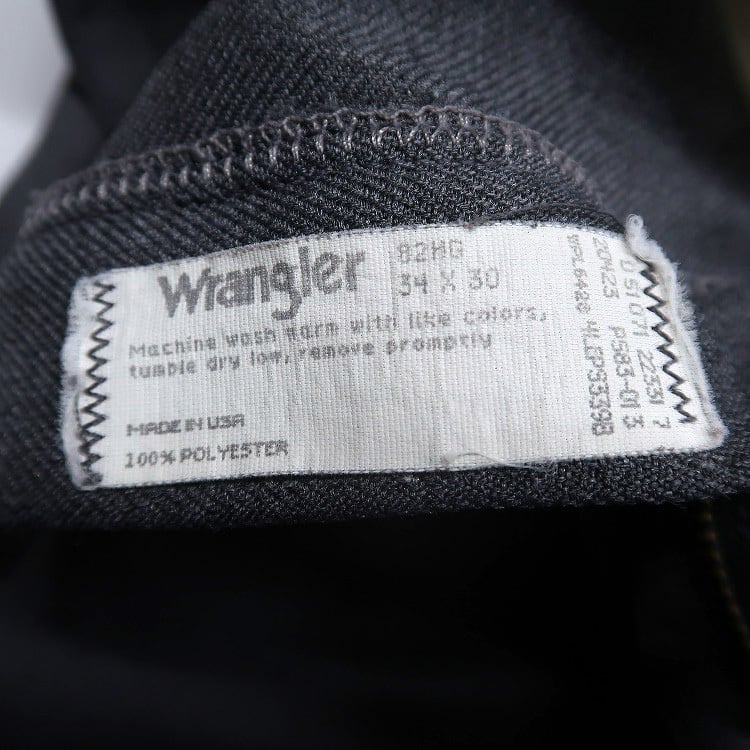 Wrangler
82HG
34 X 30
Machine wash warm with like colors,
tumble dry low, remove promptly
MADE IN USA
100% POLYESTER